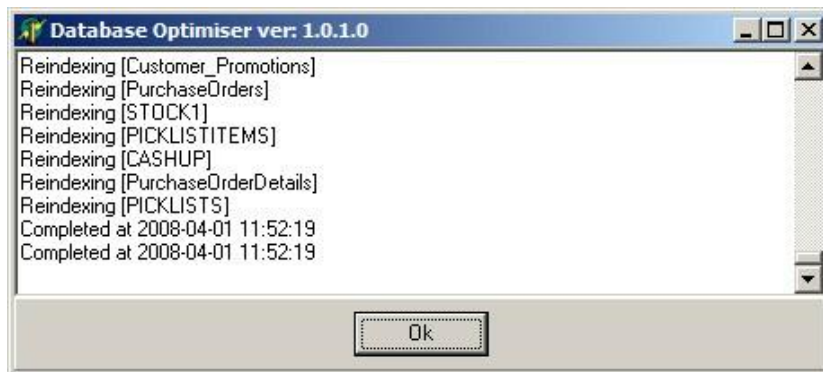 Database Optimiser ver: 1.0.1.0
Reindexing [Customer_Promotions]
Reindexing [PurchaseOrders]
Reindexing [STOCK1]
Reindexing [PICKLISTITEMS]
Reindexing [CASHUP]
Reindexing [PurchaseOrderDetails]
Reindexing [PICKLISTS]
Completed at 2008-04-01 11:52:19
Completed at 2008-04-01 11:52:19
Ok